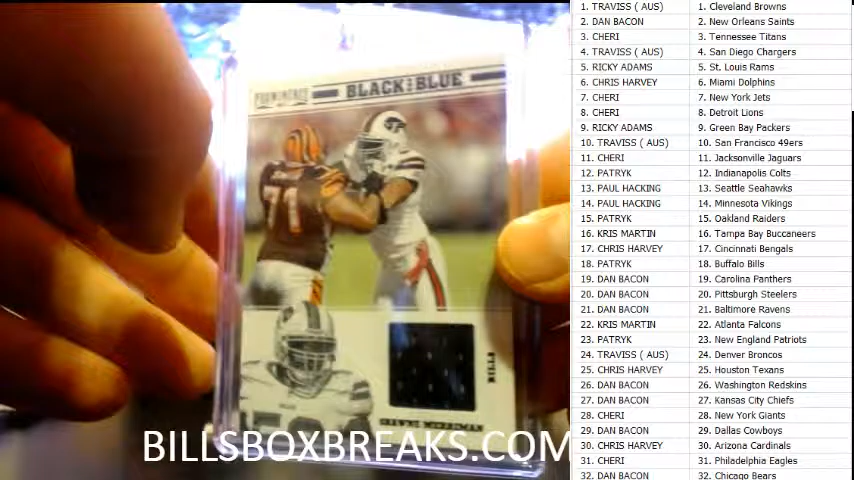 PROMINENCE
BLACK AND BLUE
71
BILLS
SHAWNE MERRIMAN
BILLSBOXBREAKS.COM
1. TRAVISS ( AUS) 1. Cleveland Browns
2. DAN BACON 2. New Orleans Saints
3. CHERI 3. Tennessee Titans
4. TRAVISS ( AUS) 4. San Diego Chargers
5. RICKY ADAMS 5. St. Louis Rams
6. CHRIS HARVEY 6. Miami Dolphins
7. CHERI 7. New York Jets
8. CHERI 8. Detroit Lions
9. RICKY ADAMS 9. Green Bay Packers
10. TRAVISS ( AUS) 10. San Francisco 49ers
11. CHERI 11. Jacksonville Jaguars
12. PATRYK 12. Indianapolis Colts
13. PAUL HACKING 13. Seattle Seahawks
14. PAUL HACKING 14. Minnesota Vikings
15. PATRYK 15. Oakland Raiders
16. KRIS MARTIN 16. Tampa Bay Buccaneers
17. CHRIS HARVEY 17. Cincinnati Bengals
18. PATRYK 18. Buffalo Bills
19. DAN BACON 19. Carolina Panthers
20. DAN BACON 20. Pittsburgh Steelers
21. DAN BACON 21. Baltimore Ravens
22. KRIS MARTIN 22. Atlanta Falcons
23. PATRYK 23. New England Patriots
24. TRAVISS ( AUS) 24. Denver Broncos
25. CHRIS HARVEY 25. Houston Texans
26. DAN BACON 26. Washington Redskins
27. DAN BACON 27. Kansas City Chiefs
28. CHERI 28. New York Giants
29. DAN BACON 29. Dallas Cowboys
30. CHRIS HARVEY 30. Arizona Cardinals
31. CHERI 31. Philadelphia Eagles
32. DAN BACON 32. Chicago Bears